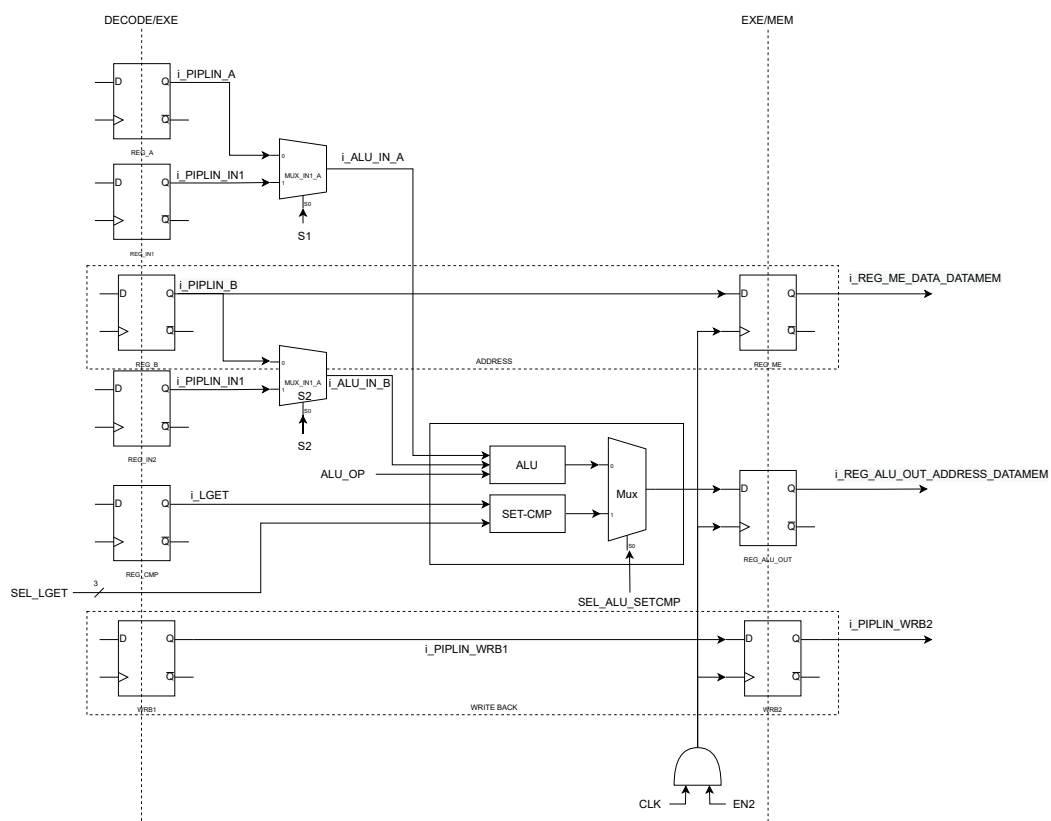 DECODE/EXE
EXE/MEM
D
Q
Q
REG_A
i_PIPLIN_A
D
Q
Q
REG_IN1
i_PIPLIN_IN1
0
MUX_IN1_A
1
S0
S1
i_ALU_IN_A
D
Q
Q
REG_B
i_PIPLIN_B
ADDRESS
D
Q
Q
REG_ME
i_REG_ME_DATA_DATAMEM
D
Q
Q
REG_IN2
i_PIPLIN_IN1
0
MUX_IN1_A
1
S2
S0
S2
i_ALU_IN_B
ALU_OP
ALU
SET-CMP
0
Mux
1
S0
SEL_ALU_SETCMP
D
Q
Q
REG_ALU_OUT
i_REG_ALU_OUT_ADDRESS_DATAMEM
D
Q
Q
REG_CMP
i_LGET
SEL_LGET
3
D
Q
Q
WRB1
i_PIPLIN_WRB1
WRITE BACK
D
Q
Q
WRB2
i_PIPLIN_WRB2
CLK
EN2